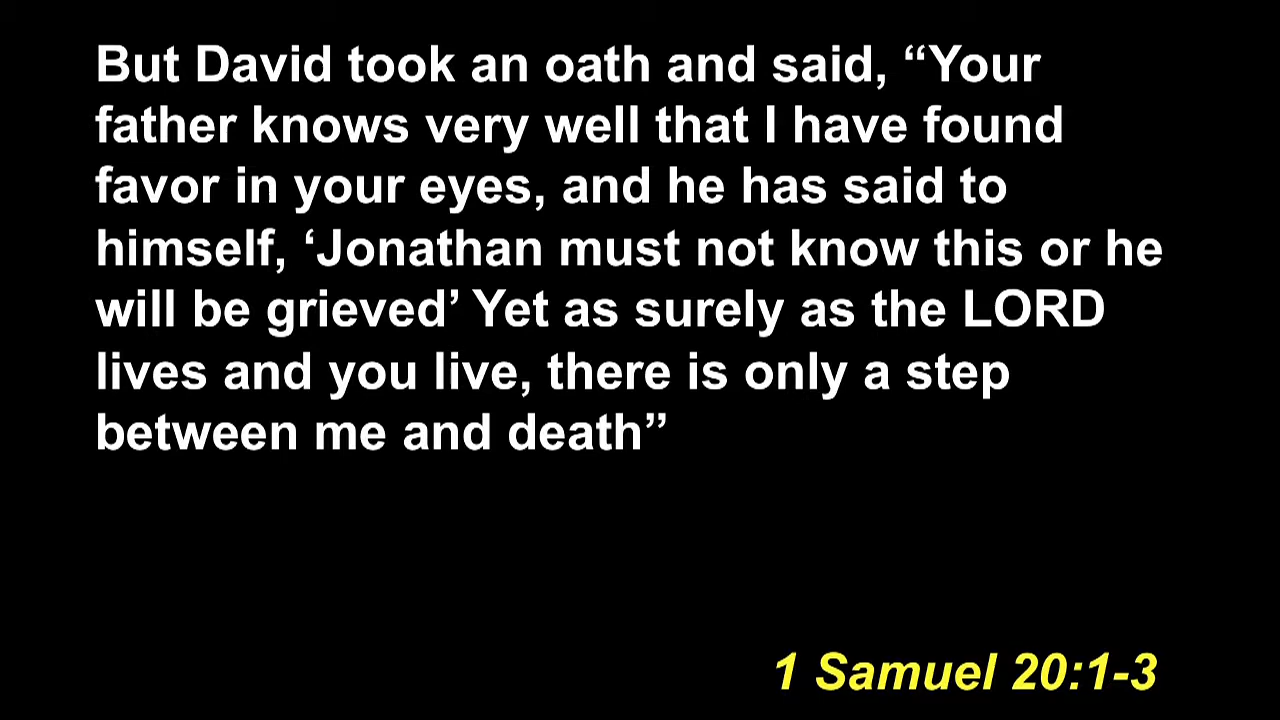 But David took an oath and said, “Your
father knows very well that I have found
favor in your eyes, and he has said to
himself, ‘Jonathan must not know this or he
will be grieved’ Yet as surely as the LORD
lives and you live, there is only a step
between me and death”
1 Samuel 20:1-3